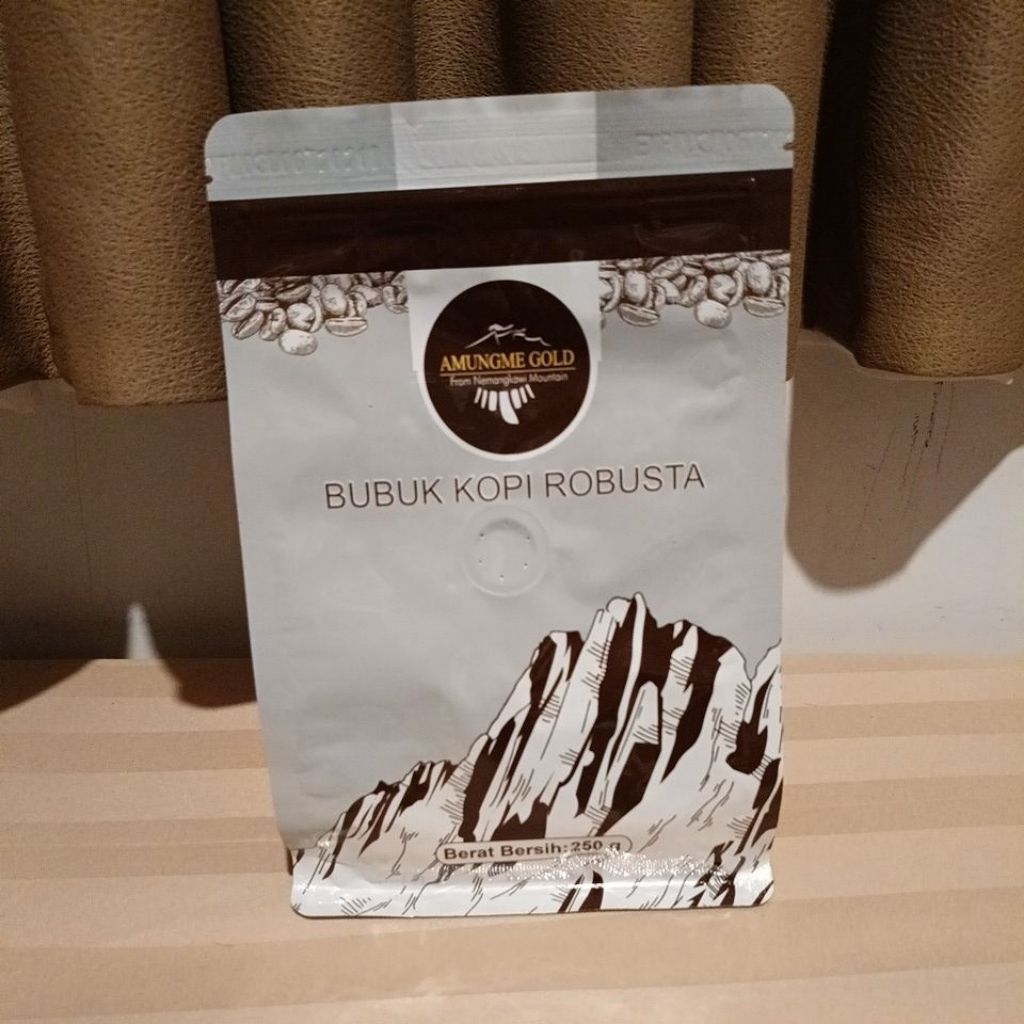 AMUNGME GOLD
From Nemangkawi Mountain
BUBUK KOPI ROBUSTA
Berat Bersih: 250 g